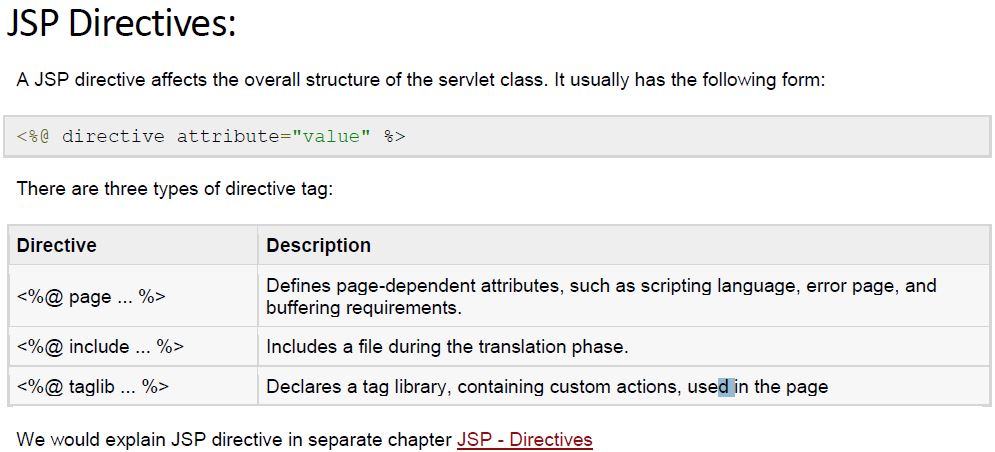 JSP Directives:
A JSP directive affects the overall structure of the servlet class. It usually has the following form:
<%@ directive attribute="value" %>
There are three types of directive tag:
Directive Description
<%@ page ... %> Defines page-dependent attributes, such as scripting language, error page, and
buffering requirements.
<%@ include ... %> Includes a file during the translation phase.
<%@ taglib ... %> Declares a tag library, containing custom actions, used in the page
We would explain JSP directive in separate chapter JSP - Directives